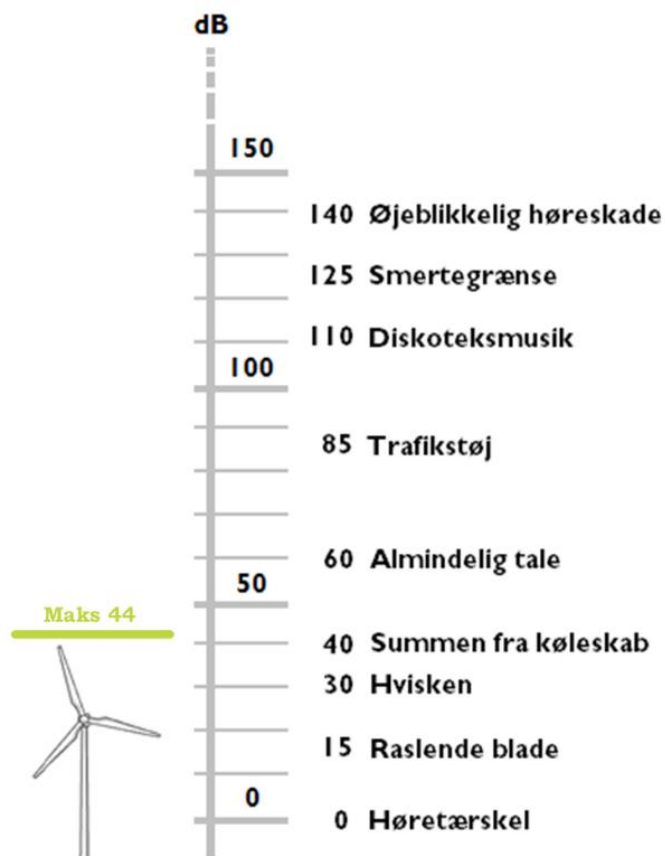 dB
150
140 Øjeblikkelig høreskade
125 Smertegrænse
110 Diskoteksmusik
100
85 Trafikstøj
60 Almindelig tale
50
Maks 44
40 Summen fra køleskab
30 Hvisken
15 Raslende blade
0
0 Høretærskel